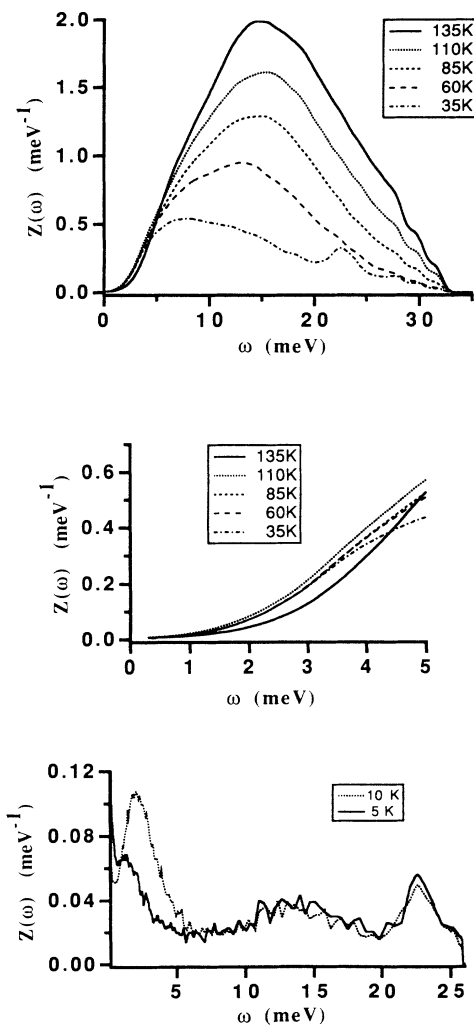 2.0
1.5
1.0
0.5
0.0
Z(ω) (meV⁻¹)
135K
110K
85K
60K
35K
0 10 20 30
ω (meV)
0.6
0.4
0.2
0.0
Z(ω) (meV⁻¹)
135K
110K
85K
60K
35K
0 1 2 3 4 5
ω (meV)
0.12
0.08
0.04
0.00
Z(ω) (meV⁻¹)
10 K
5 K
5 10 15 20 25
ω (meV)